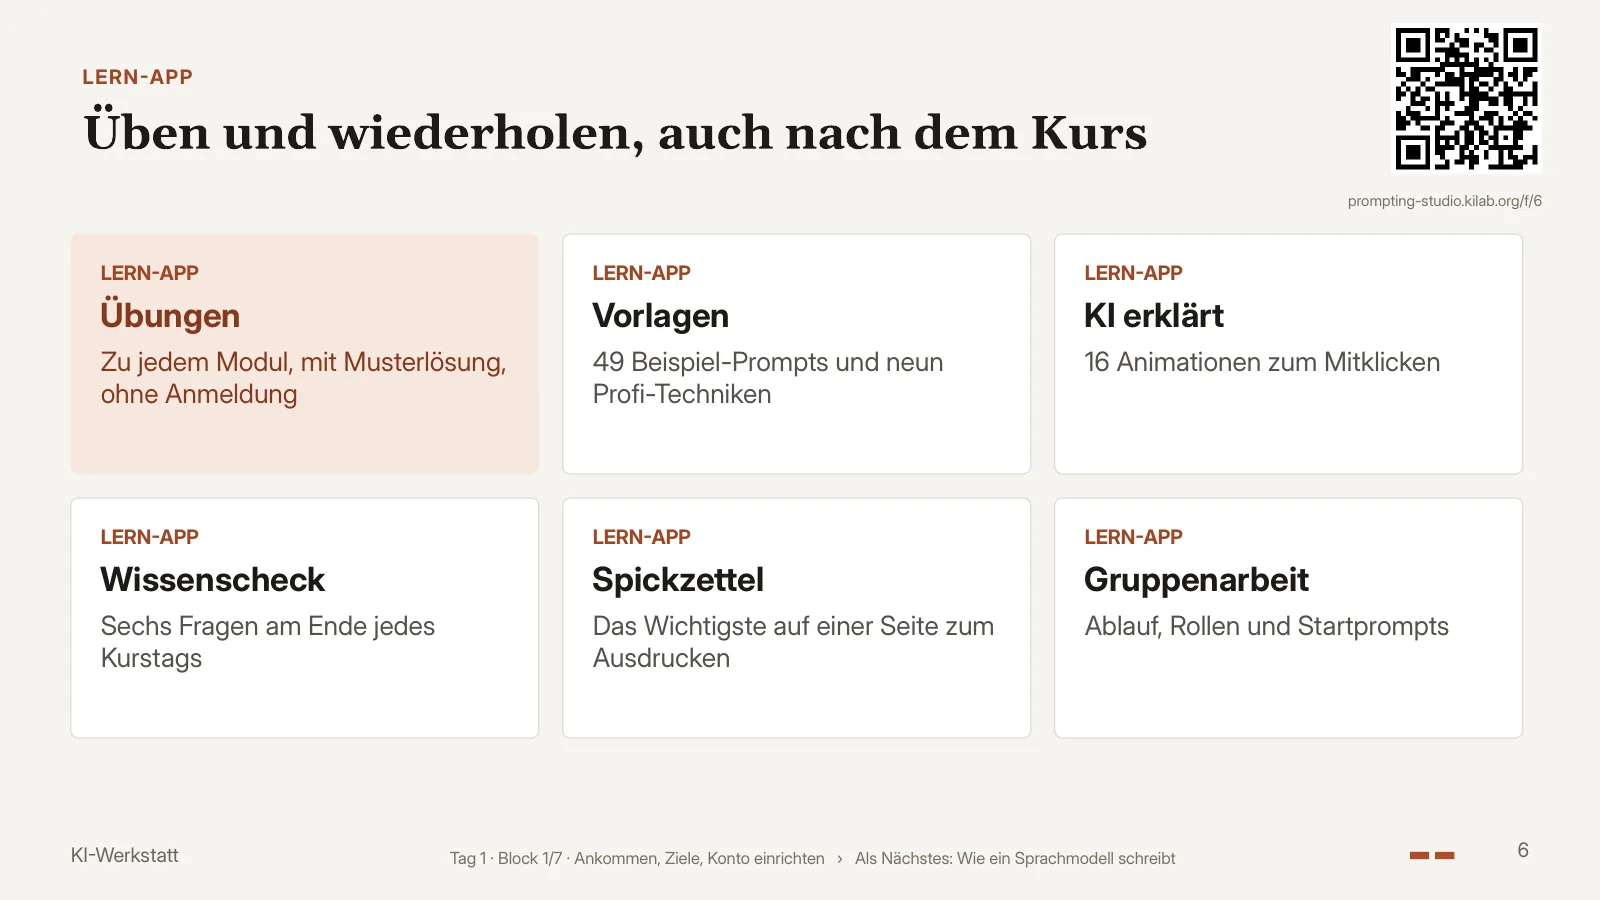 LERN-APP
Üben und wiederholen, auch nach dem Kurs
prompting-studio.kilab.org/f/6
LERN-APP
Übungen
Zu jedem Modul, mit Musterlösung,
ohne Anmeldung
LERN-APP
Vorlagen
49 Beispiel-Prompts und neun
Profi-Techniken
LERN-APP
KI erklärt
16 Animationen zum Mitklicken
LERN-APP
Wissenscheck
Sechs Fragen am Ende jedes
Kurstags
LERN-APP
Spickzettel
Das Wichtigste auf einer Seite zum
Ausdrucken
LERN-APP
Gruppenarbeit
Ablauf, Rollen und Startprompts
KI-Werkstatt
Tag 1 · Block 1/7 · Ankommen, Ziele, Konto einrichten › Als Nächstes: Wie ein Sprachmodell schreibt
6